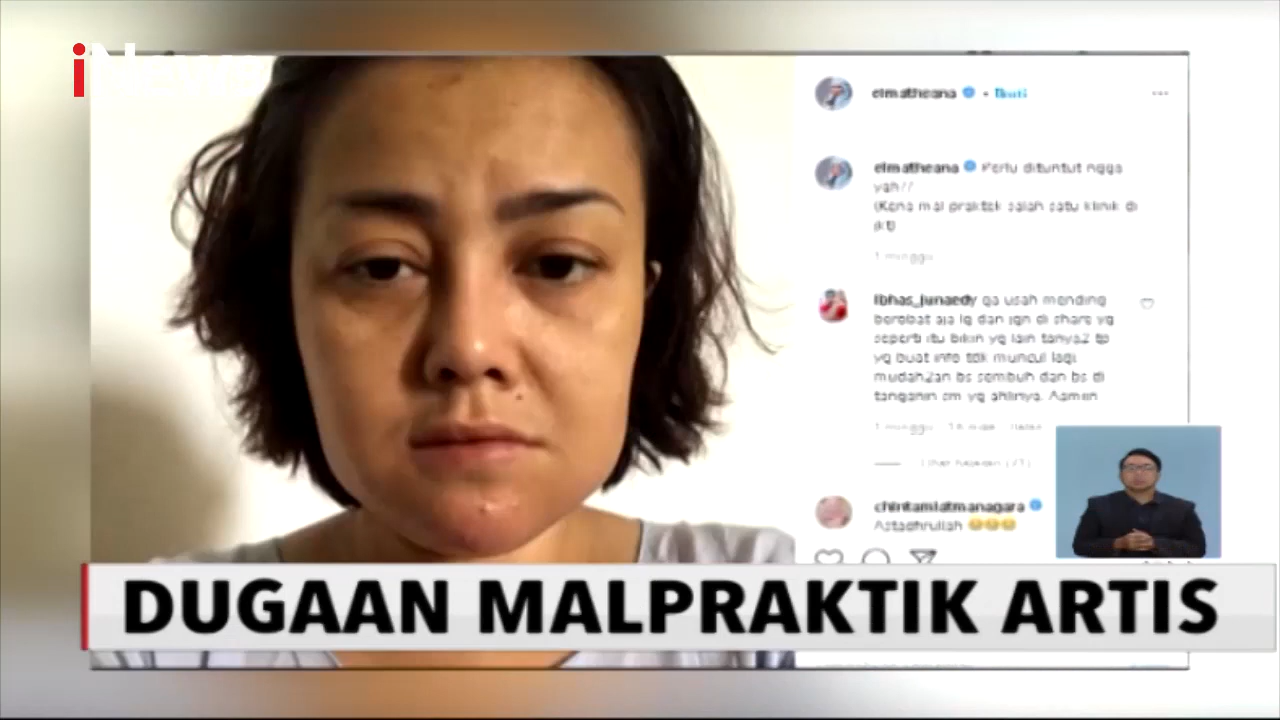 iNews
elmatheana • Ikuti
elmatheana Perlu dituntut ngga
yah??
(Kena mal praktek salah satu klinik di
jkt)
1 minggu
ibhas_junaedy ga usah mending
berobat aja lg dan jgn di share yg
seperti itu bikin yg lain tanya2 tp
yg buat info tdk muncul lagi
mudah2an bs sembuh dan bs di
tanganin sm yg ahlinya. Aamiin
1 minggu
Astaghfirullah 😢😢😢
DUGAAN MALPRAKTIK ARTIS